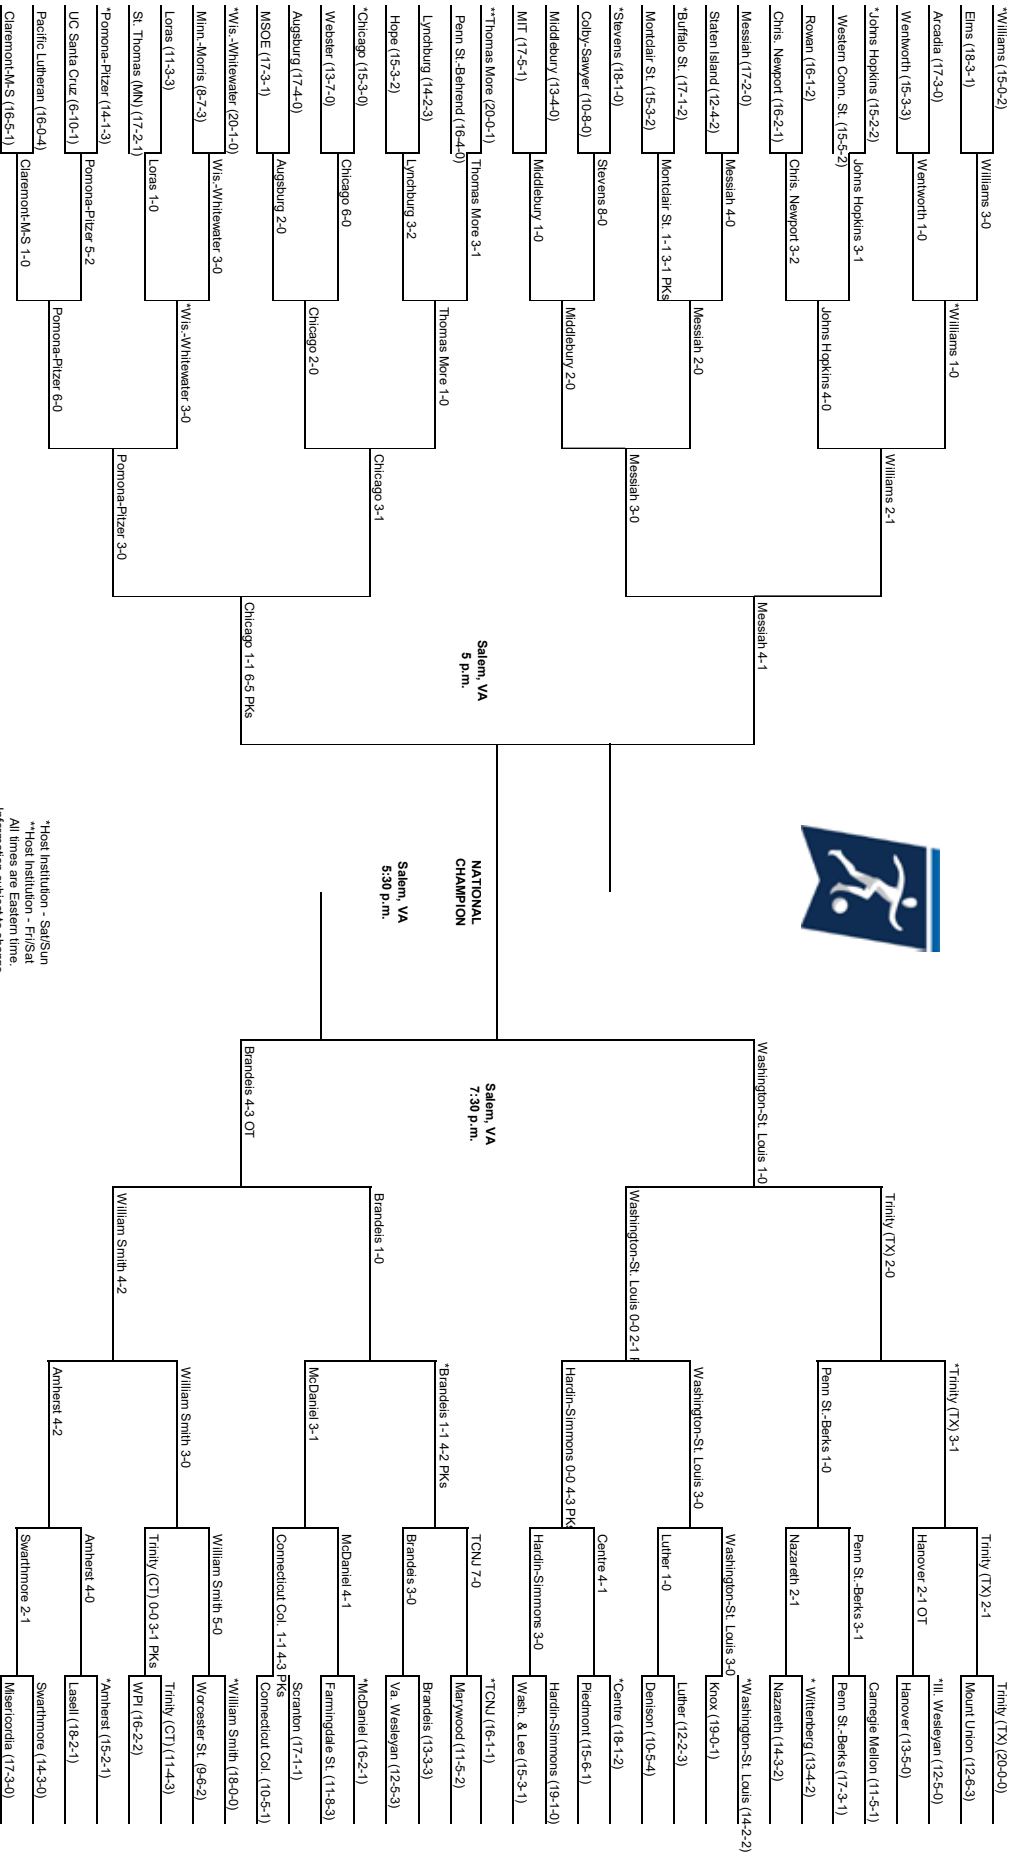 *Williams (15-0-2)
Elms (18-3-1)
Arcadia (17-3-0)
Wentworth (15-3-3)
*Johns Hopkins (15-2-2)
Western Conn. St. (15-5-2)
Rowan (16-1-2)
Chris. Newport (16-2-1)
Messiah (17-2-0)
Staten Island (12-4-2)
*Buffalo St. (17-1-2)
Montclair St. (15-3-2)
*Stevens (18-1-0)
Colby-Sawyer (10-8-0)
Middlebury (13-4-0)
MIT (17-5-1)
**Thomas More (20-0-1)
Penn St.-Behrend (16-4-0)
Lynchburg (14-2-3)
Hope (15-3-2)
*Chicago (15-3-0)
Webster (13-7-0)
Augsburg (17-4-0)
MSOE (17-3-1)
*Wis.-Whitewater (20-1-0)
Minn.-Morris (8-7-3)
Loras (11-3-3)
St. Thomas (MN) (17-2-1)
*Pomona-Pitzer (14-1-3)
UC Santa Cruz (6-10-1)
Pacific Lutheran (16-0-4)
Claremont-M-S (16-5-1)
Williams 3-0
Wentworth 1-0
Johns Hopkins 3-1
Chris. Newport 3-2
Messiah 4-0
Montclair St. 1-1 3-1 PKs
Stevens 8-0
Middlebury 1-0
Thomas More 3-1
Lynchburg 3-2
Chicago 6-0
Augsburg 2-0
Wis.-Whitewater 3-0
Loras 1-0
Pomona-Pitzer 5-2
Claremont-M-S 1-0
*Williams 1-0
Johns Hopkins 4-0
Messiah 2-0
Middlebury 2-0
Thomas More 1-0
Chicago 2-0
*Wis.-Whitewater 3-0
Pomona-Pitzer 6-0
Williams 2-1
Messiah 3-0
Chicago 3-1
Pomona-Pitzer 3-0
Messiah 4-1
Chicago 1-1 6-5 PKs
Salem, VA
5 p.m.
NATIONAL
CHAMPION
Salem, VA
5:30 p.m.
*Host Institution - Sat/Sun
**Host Institution - Fri/Sat
All times are Eastern time.
Information subject to change.
Salem, VA
7:30 p.m.
Washington-St. Louis 1-0
Brandeis 4-3 OT
Trinity (TX) 2-0
Washington-St. Louis 0-0 2-1
Brandeis 1-0
William Smith 4-2
*Trinity (TX) 3-1
Penn St.-Berks 1-0
Washington-St. Louis 3-0
Hardin-Simmons 0-0 4-3 PKs
*Brandeis 1-1 4-2 PKs
McDaniel 3-1
William Smith 3-0
Amherst 4-2
Trinity (TX) 2-1
Hanover 2-1 OT
Penn St.-Berks 3-1
Nazareth 2-1
Washington-St. Louis 3-0
Luther 1-0
Centre 4-1
Hardin-Simmons 3-0
TCNJ 7-0
Brandeis 3-0
McDaniel 4-1
Connecticut Col. 1-1 4-3 PKs
William Smith 5-0
Trinity (CT) 0-0 3-1 PKs
Amherst 4-0
Swarthmore 2-1
Trinity (TX) (20-0-0)
Mount Union (12-6-3)
*Ill. Wesleyan (12-5-0)
Hanover (13-5-0)
Carnegie Mellon (11-5-1)
Penn St.-Berks (17-3-1)
* Wittenberg (13-4-2)
Nazareth (14-3-2)
*Washington-St. Louis (14-2-2)
Knox (19-0-1)
Luther (12-2-3)
Denison (10-5-4)
*Centre (18-1-2)
Piedmont (15-6-1)
Hardin-Simmons (19-1-0)
Wash. & Lee (15-3-1)
*TCNJ (16-1-1)
Marywood (11-5-2)
Brandeis (13-3-3)
Va. Wesleyan (12-5-3)
*McDaniel (16-2-1)
Farmingdale St. (11-8-3)
Scranton (17-1-1)
Connecticut Col. (10-5-1)
*William Smith (18-0-0)
Worcester St. (9-6-2)
Trinity (CT) (11-4-3)
WPI (16-2-2)
*Amherst (15-2-1)
Lasell (18-2-1)
Swarthmore (14-3-0)
Misericordia (17-3-0)